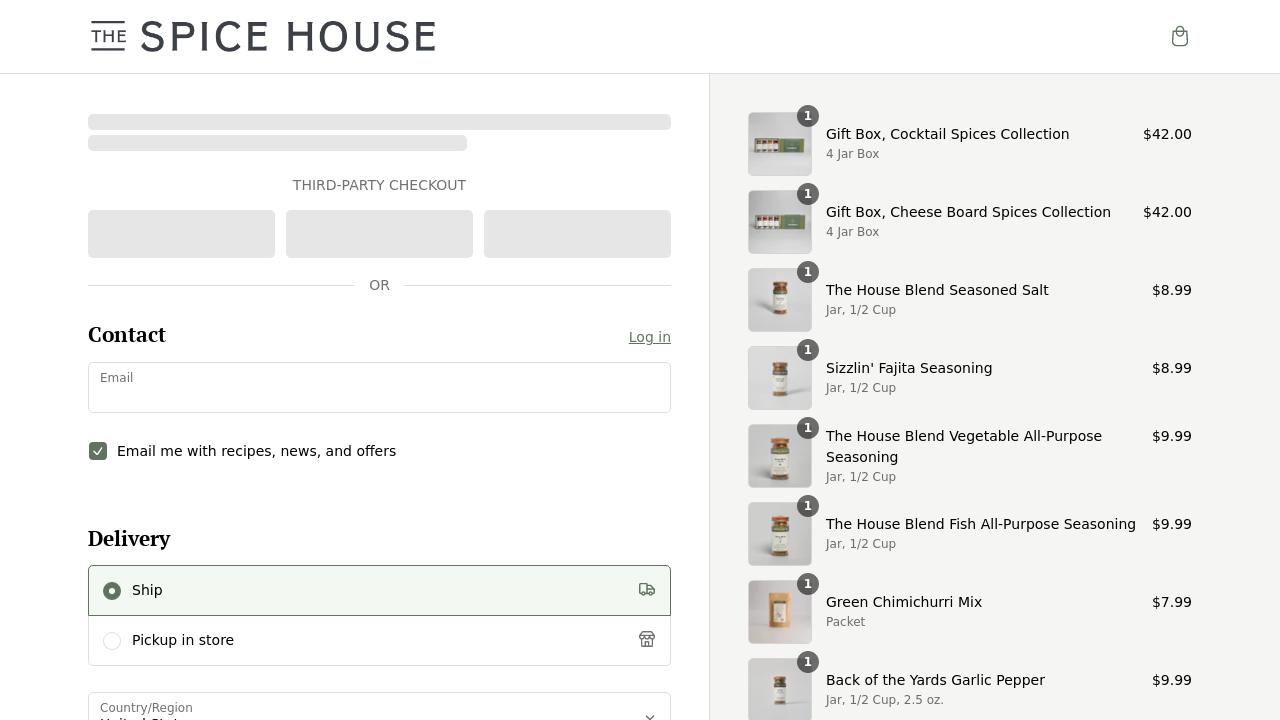 THE SPICE HOUSE
THIRD-PARTY CHECKOUT
OR
Contact
Log in
Email
Email me with recipes, news, and offers
Delivery
Ship
Pickup in store
Country/Region
1
Gift Box, Cocktail Spices Collection
$42.00
4 Jar Box
1
Gift Box, Cheese Board Spices Collection
$42.00
4 Jar Box
1
The House Blend Seasoned Salt
$8.99
Jar, 1/2 Cup
1
Sizzlin' Fajita Seasoning
$8.99
Jar, 1/2 Cup
1
The House Blend Vegetable All-Purpose
Seasoning
$9.99
Jar, 1/2 Cup
1
The House Blend Fish All-Purpose Seasoning
$9.99
Jar, 1/2 Cup
1
Green Chimichurri Mix
$7.99
Packet
1
Back of the Yards Garlic Pepper
$9.99
Jar, 1/2 Cup, 2.5 oz.